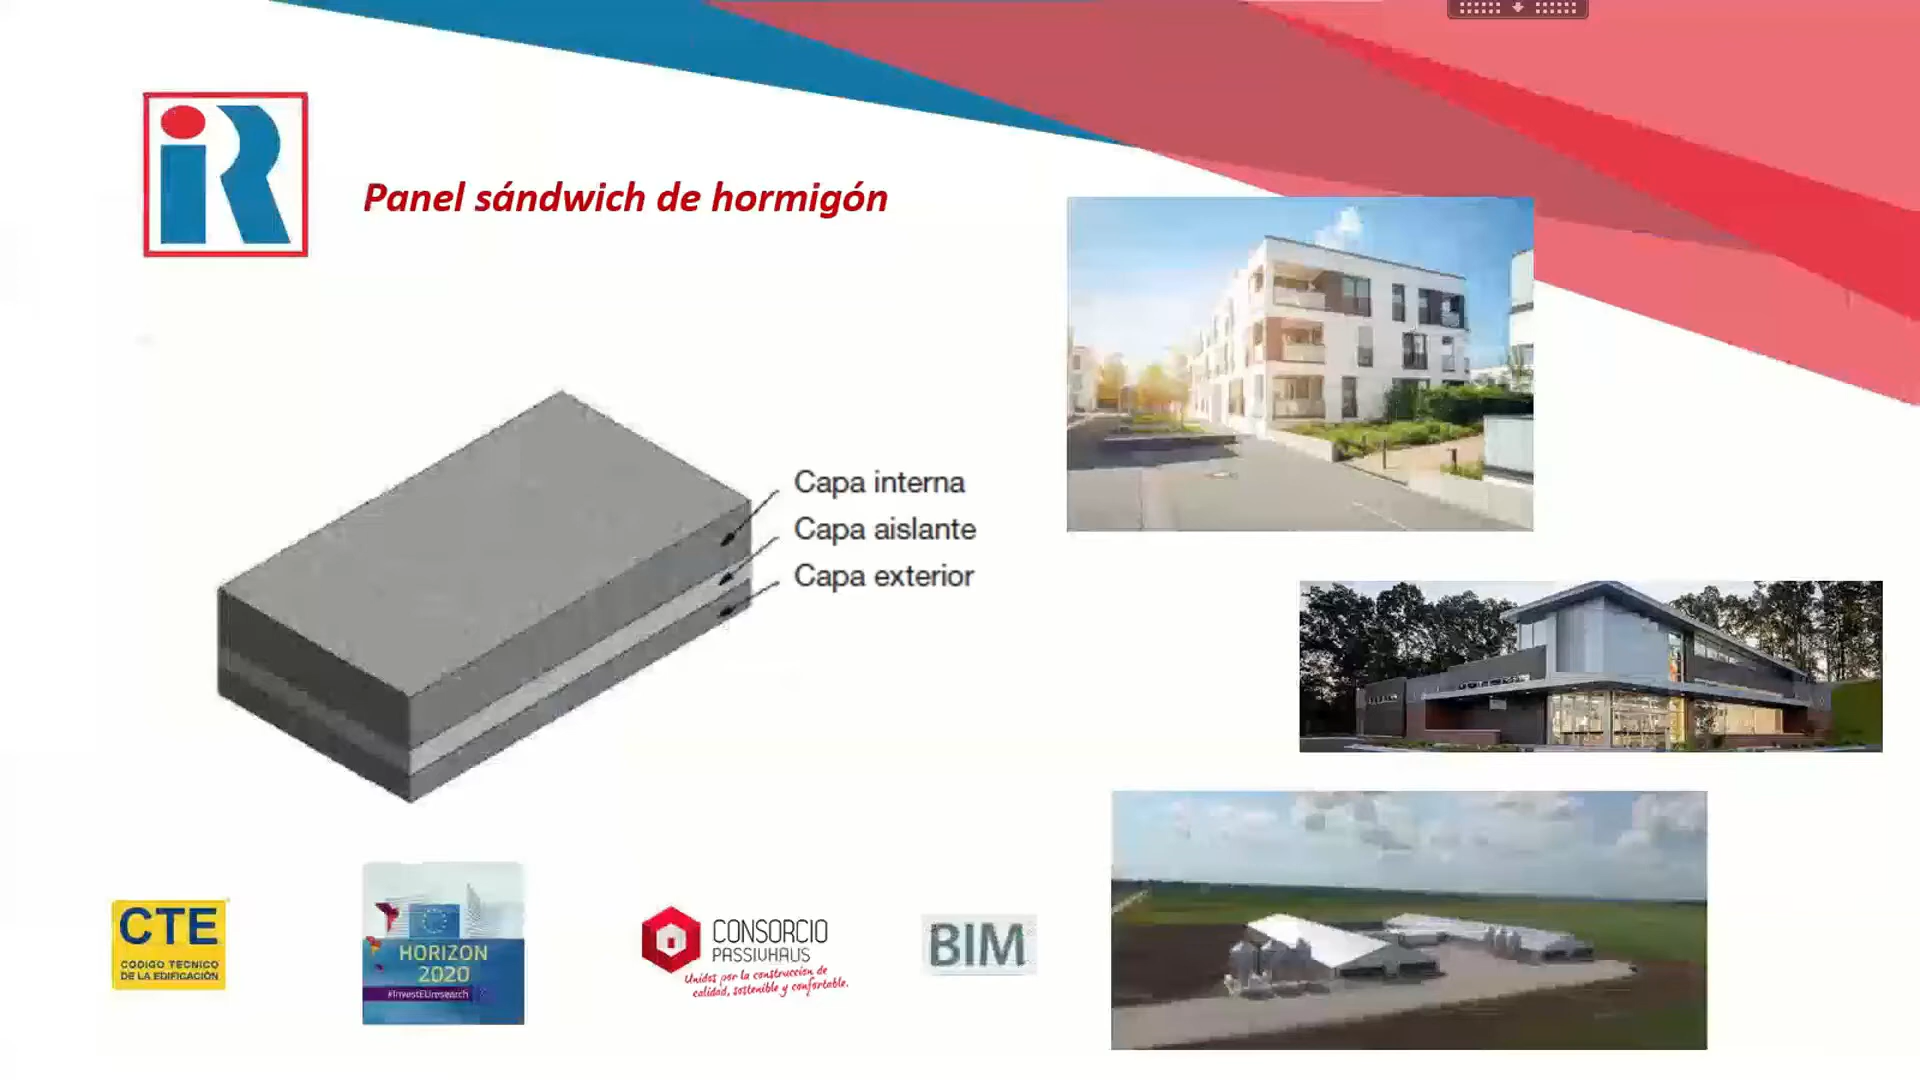 iR
Panel sándwich de hormigón
Capa interna
Capa aislante
Capa exterior
CTE
CODIGO TECNICO
DE LA EDIFICACIÓN
HORIZON
2020
#InvestEUresearch
CONSORCIO
PASSIVHAUS
Unidos por la construcción de
calidad, sostenible y confortable.
BIM